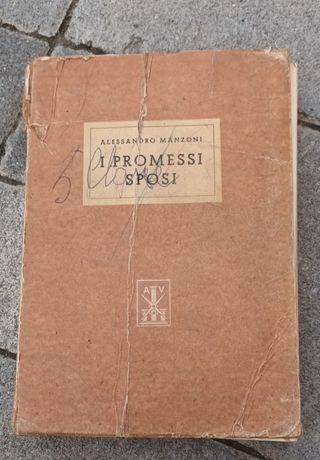 ALESSANDRO MANZONI
I PROMESSI
SPOSI
A V